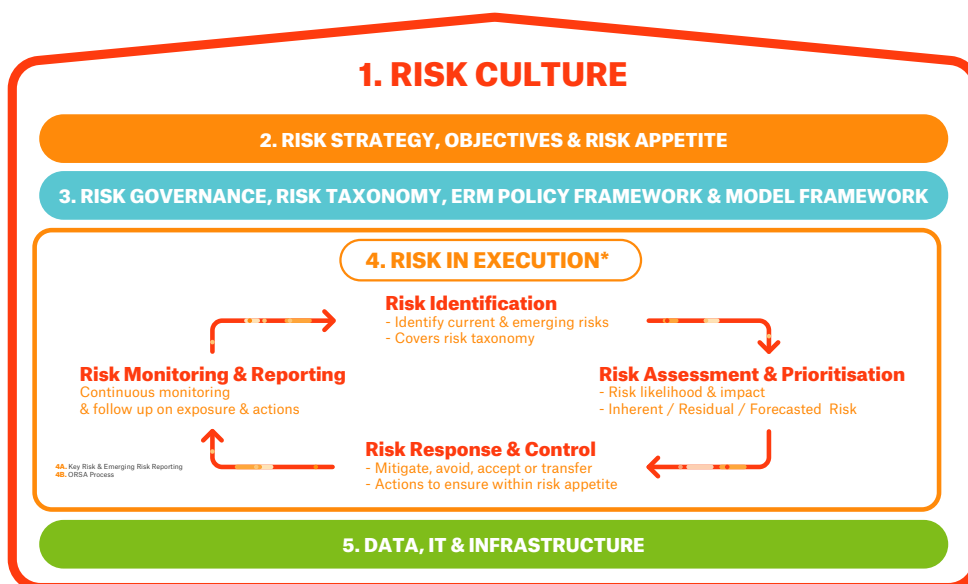 1. RISK CULTURE
2. RISK STRATEGY, OBJECTIVES & RISK APPETITE
3. RISK GOVERNANCE, RISK TAXONOMY, ERM POLICY FRAMEWORK & MODEL FRAMEWORK
4. RISK IN EXECUTION*
Risk Identification
- Identify current & emerging risks
- Covers risk taxonomy
Risk Monitoring & Reporting
Continuous monitoring
& follow up on exposure & actions
Risk Assessment & Prioritisation
- Risk likelihood & impact
- Inherent / Residual / Forecasted Risk
Risk Response & Control
- Mitigate, avoid, accept or transfer
- Actions to ensure within risk appetite
4A. Key Risk & Emerging Risk Reporting
4B. ORSA Process
5. DATA, IT & INFRASTRUCTURE